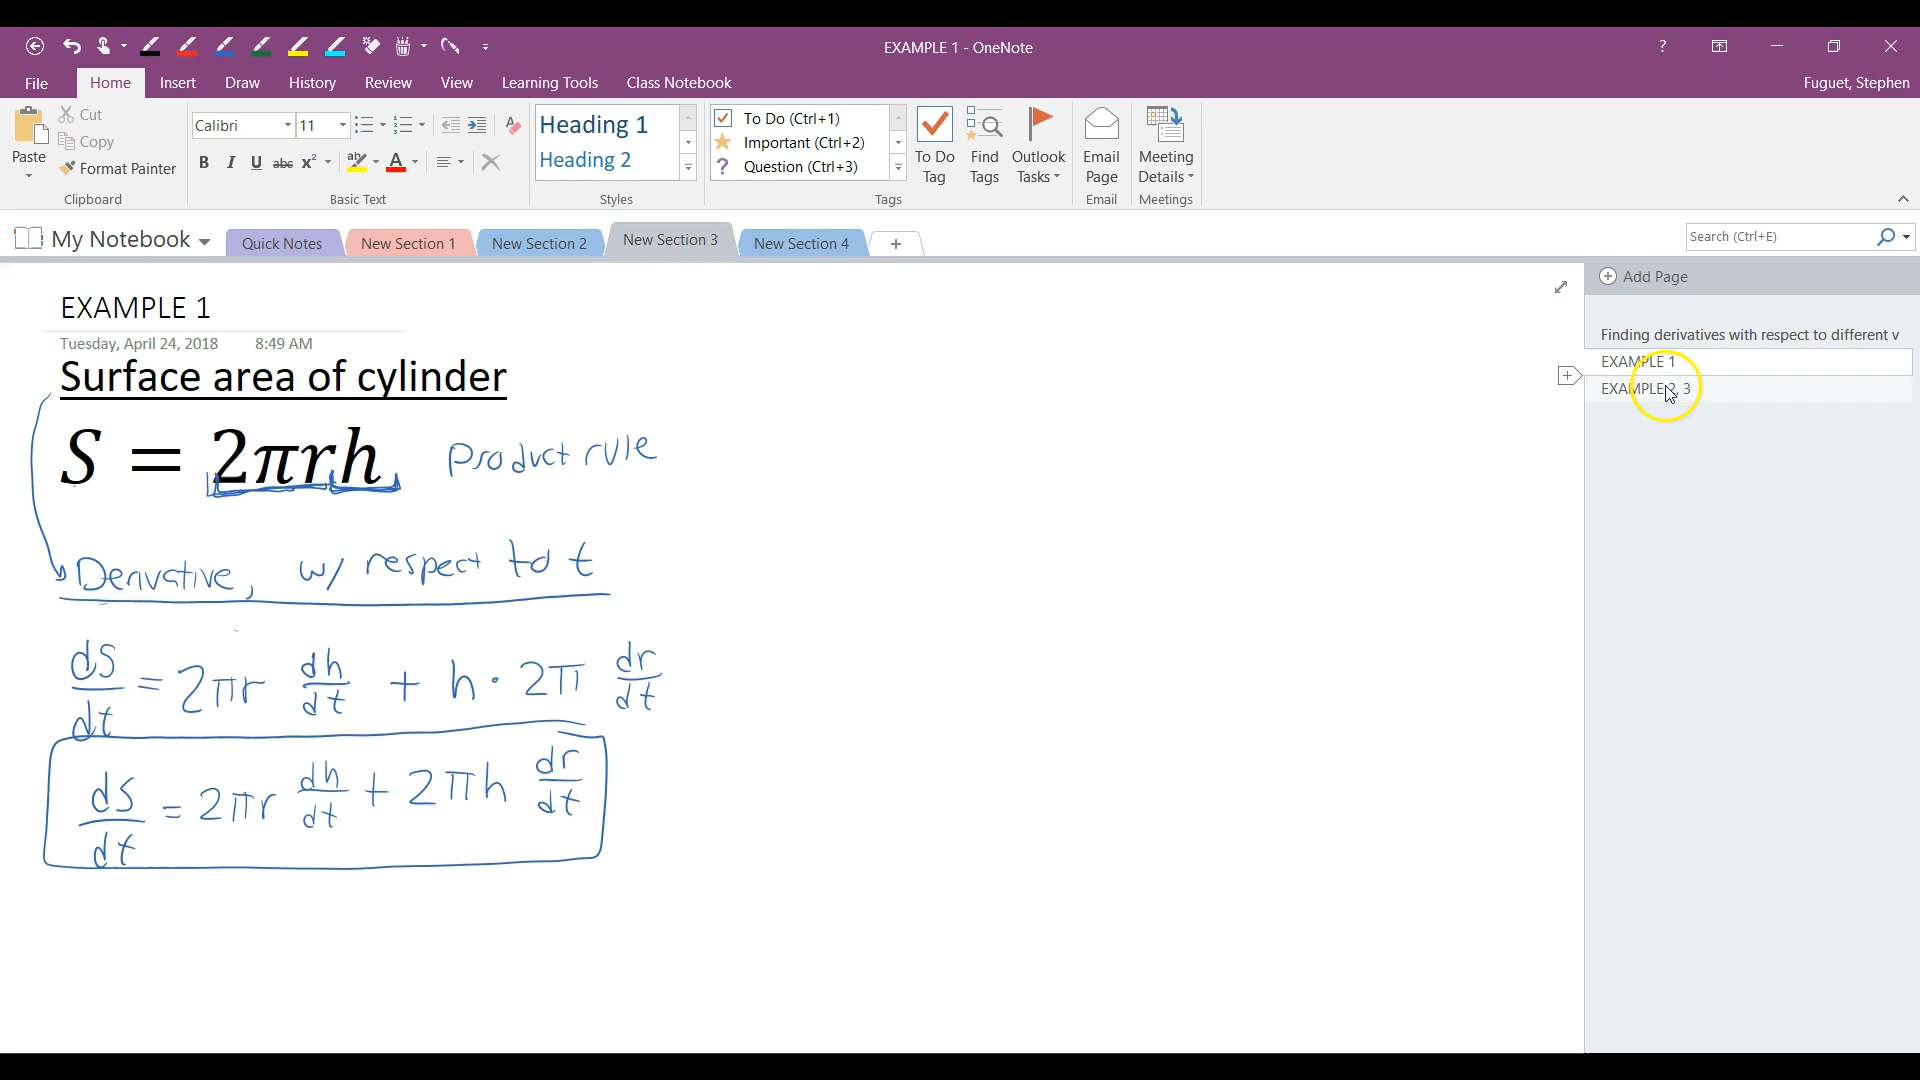 EXAMPLE 1 - OneNote
?
File Home Insert Draw History Review View Learning Tools Class Notebook
Fuguet, Stephen
Paste
Cut
Copy
Format Painter
Clipboard
Calibri 11
B I U abc x² ab A
Basic Text
Heading 1
Heading 2
Styles
To Do (Ctrl+1)
Important (Ctrl+2)
? Question (Ctrl+3)
Tags
To Do Tag
Find Tags
Outlook Tasks
Email Page
Email
Meeting Details
Meetings
My Notebook Quick Notes New Section 1 New Section 2 New Section 3 New Section 4 +
Search (Ctrl+E)
Add Page
Finding derivatives with respect to different v
EXAMPLE 1
EXAMPLE 2, 3
EXAMPLE 1
Tuesday, April 24, 2018 8:49 AM
Surface area of cylinder
S = 2πrh Product rule
Derivative, w/ respect to t
dS/dt = 2πr dh/dt + h · 2π dr/dt
dS/dt = 2πr dh/dt + 2πh dr/dt